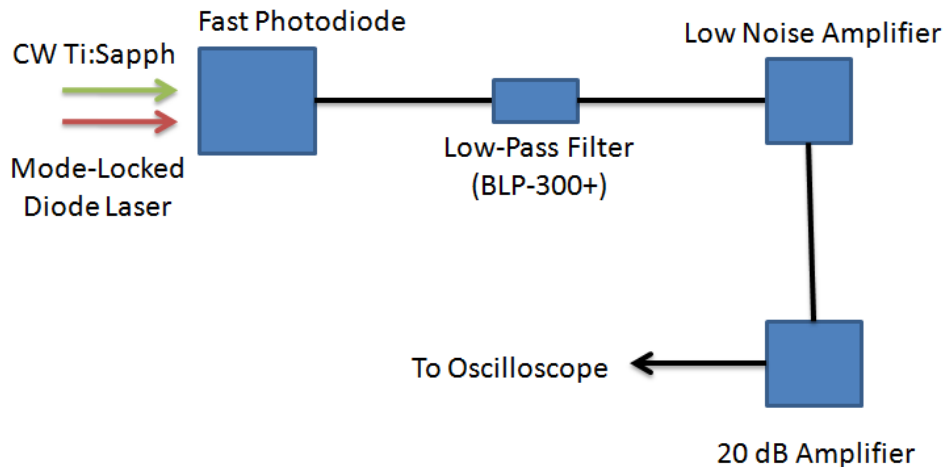 Fast Photodiode
Low Noise Amplifier
CW Ti:Sapph
Mode-Locked
Diode Laser
Low-Pass Filter
(BLP-300+)
To Oscilloscope
20 dB Amplifier